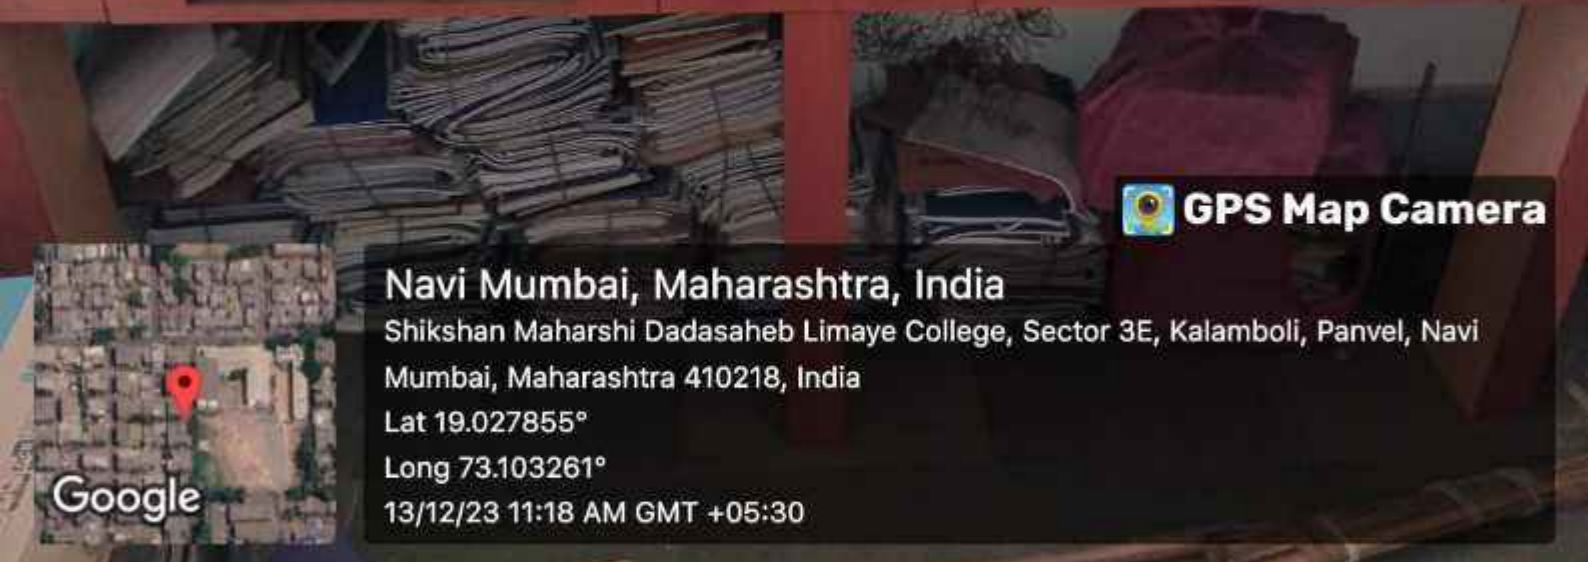 GPS Map Camera
Navi Mumbai, Maharashtra, India
Shikshan Maharshi Dadasaheb Limaye College, Sector 3E, Kalamboli, Panvel, Navi
Mumbai, Maharashtra 410218, India
Lat 19.027855°
Long 73.103261°
13/12/23 11:18 AM GMT +05:30
Google